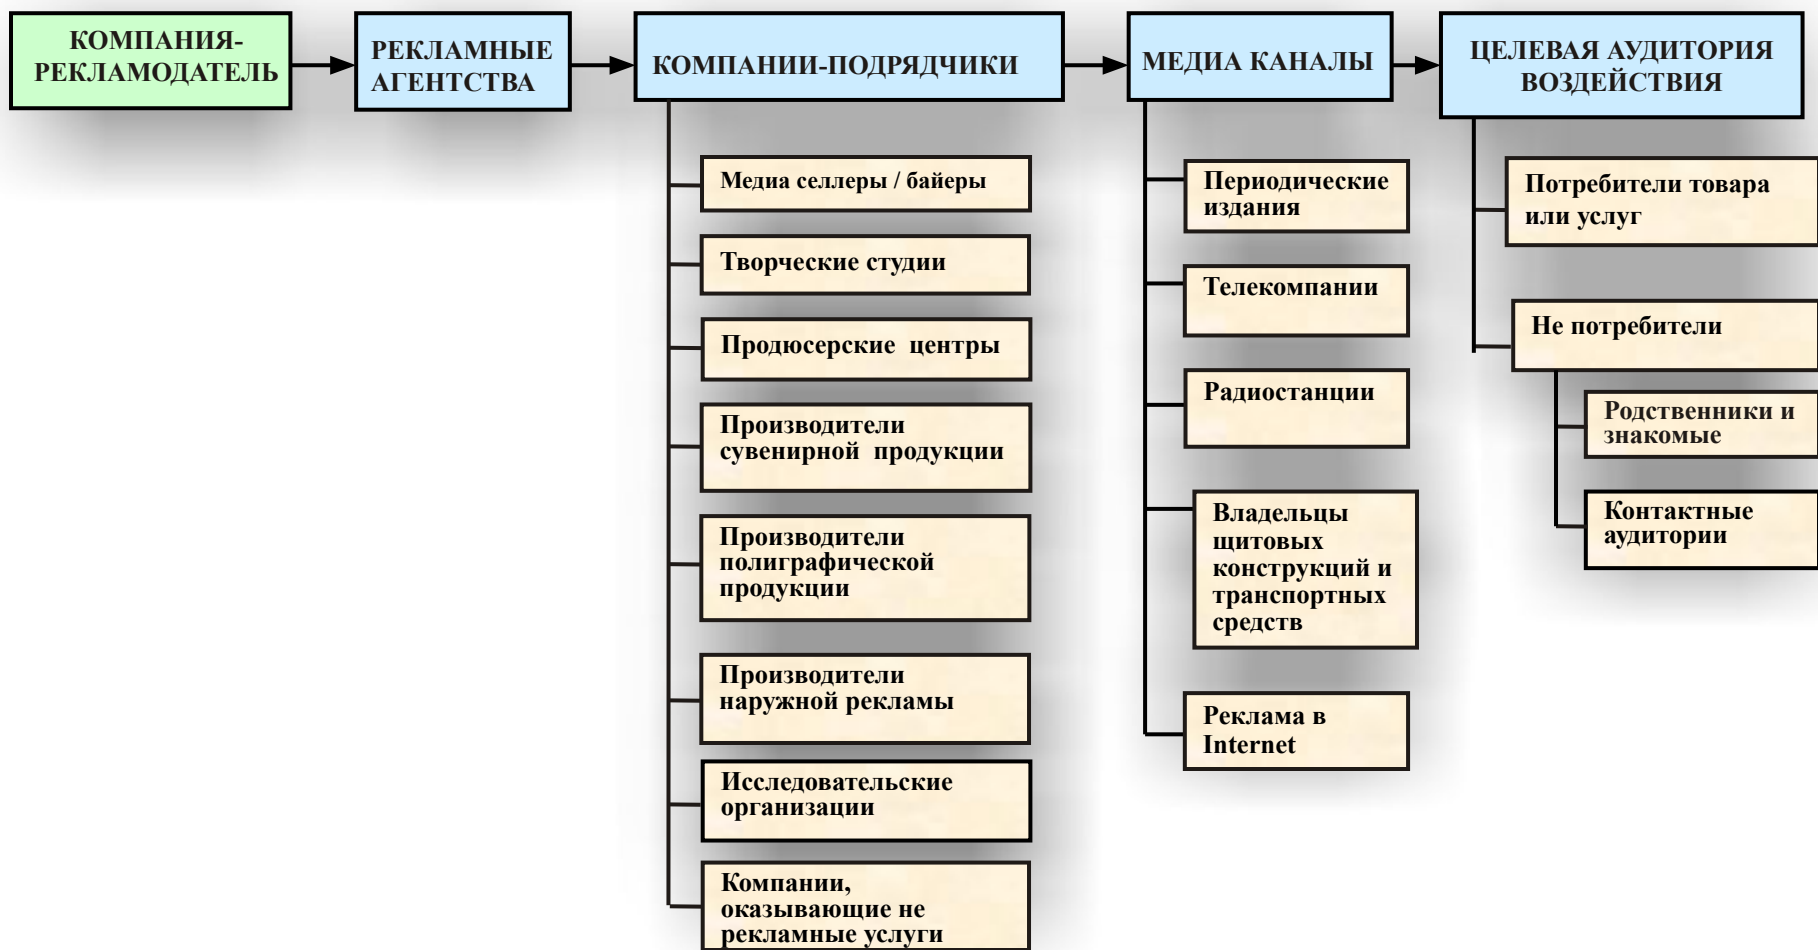 КОМПАНИЯ-
РЕКЛАМОДАТЕЛЬ
РЕКЛАМНЫЕ
АГЕНТСТВА
КОМПАНИИ-ПОДРЯДЧИКИ
МЕДИА КАНАЛЫ
ЦЕЛЕВАЯ АУДИТОРИЯ
ВОЗДЕЙСТВИЯ
Медиа селлеры / байеры
Творческие студии
Продюсерские центры
Производители
сувенирной продукции
Производители
полиграфической
продукции
Производители
наружной рекламы
Исследовательские
организации
Компании,
оказывающие не
рекламные услуги
Периодические
издания
Телекомпании
Радиостанции
Владельцы
щитовых
конструкций и
транспортных
средств
Реклама в
Internet
Потребители товара
или услуг
Не потребители
Родственники и
знакомые
Контактные
аудитории